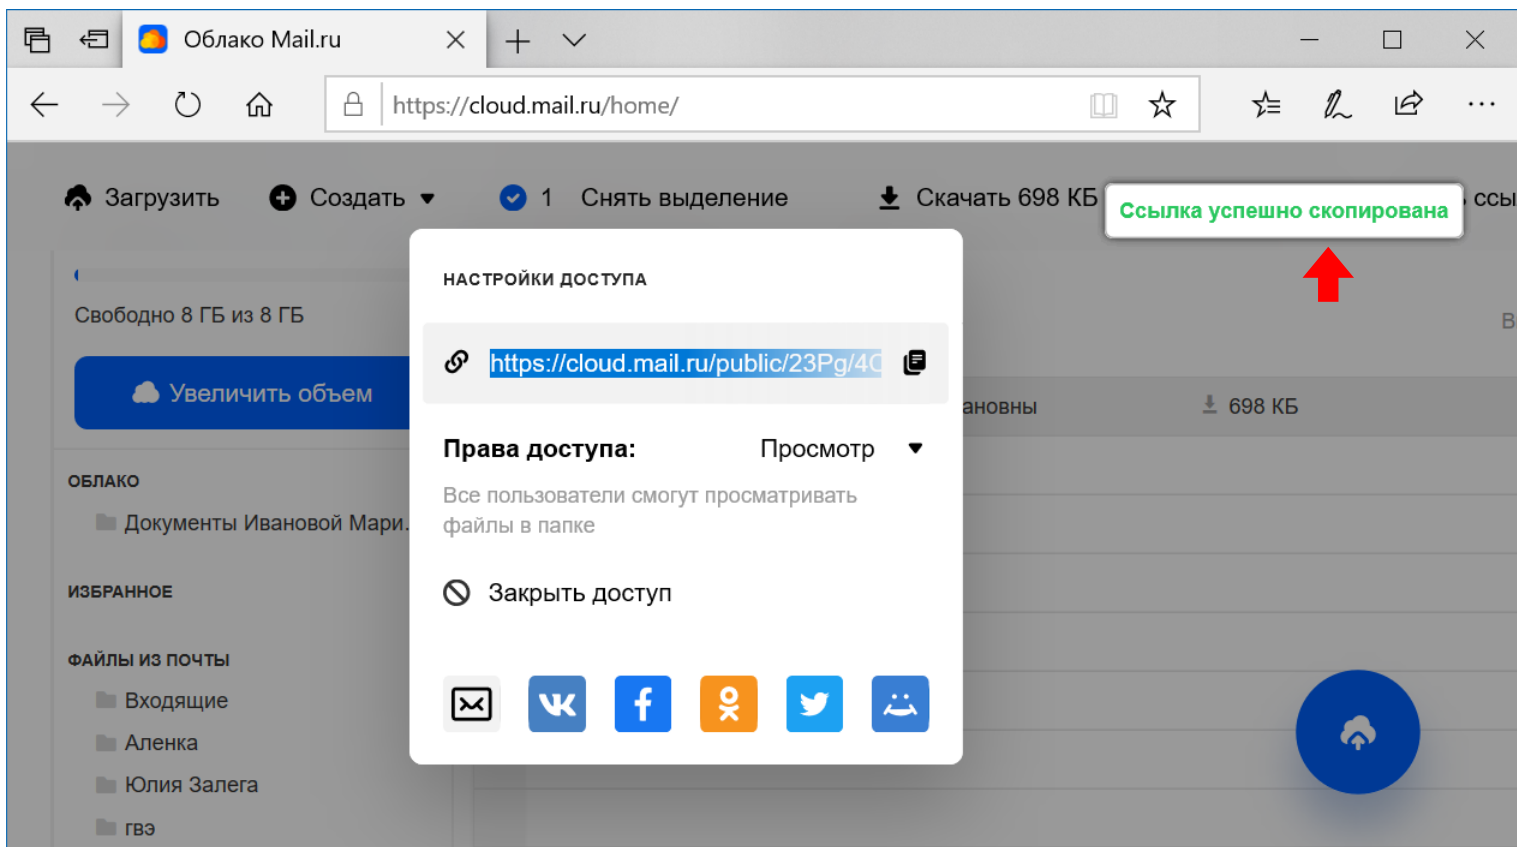 Облако Mail.ru
https://cloud.mail.ru/home/
Загрузить
Создать
1
Снять выделение
Скачать 698 КБ
Ссылка успешно скопирована
ссы
НАСТРОЙКИ ДОСТУПА
https://cloud.mail.ru/public/23Pg/4
Права доступа:
Просмотр
Все пользователи смогут просматривать
файлы в папке
Закрыть доступ
Свободно 8 ГБ из 8 ГБ
Увеличить объем
ановны
698 КБ
ОБЛАКО
Документы Ивановой Мари.
ИЗБРАННОЕ
ФАЙЛЫ ИЗ ПОЧТЫ
Входящие
Аленка
Юлия Залега
гвэ